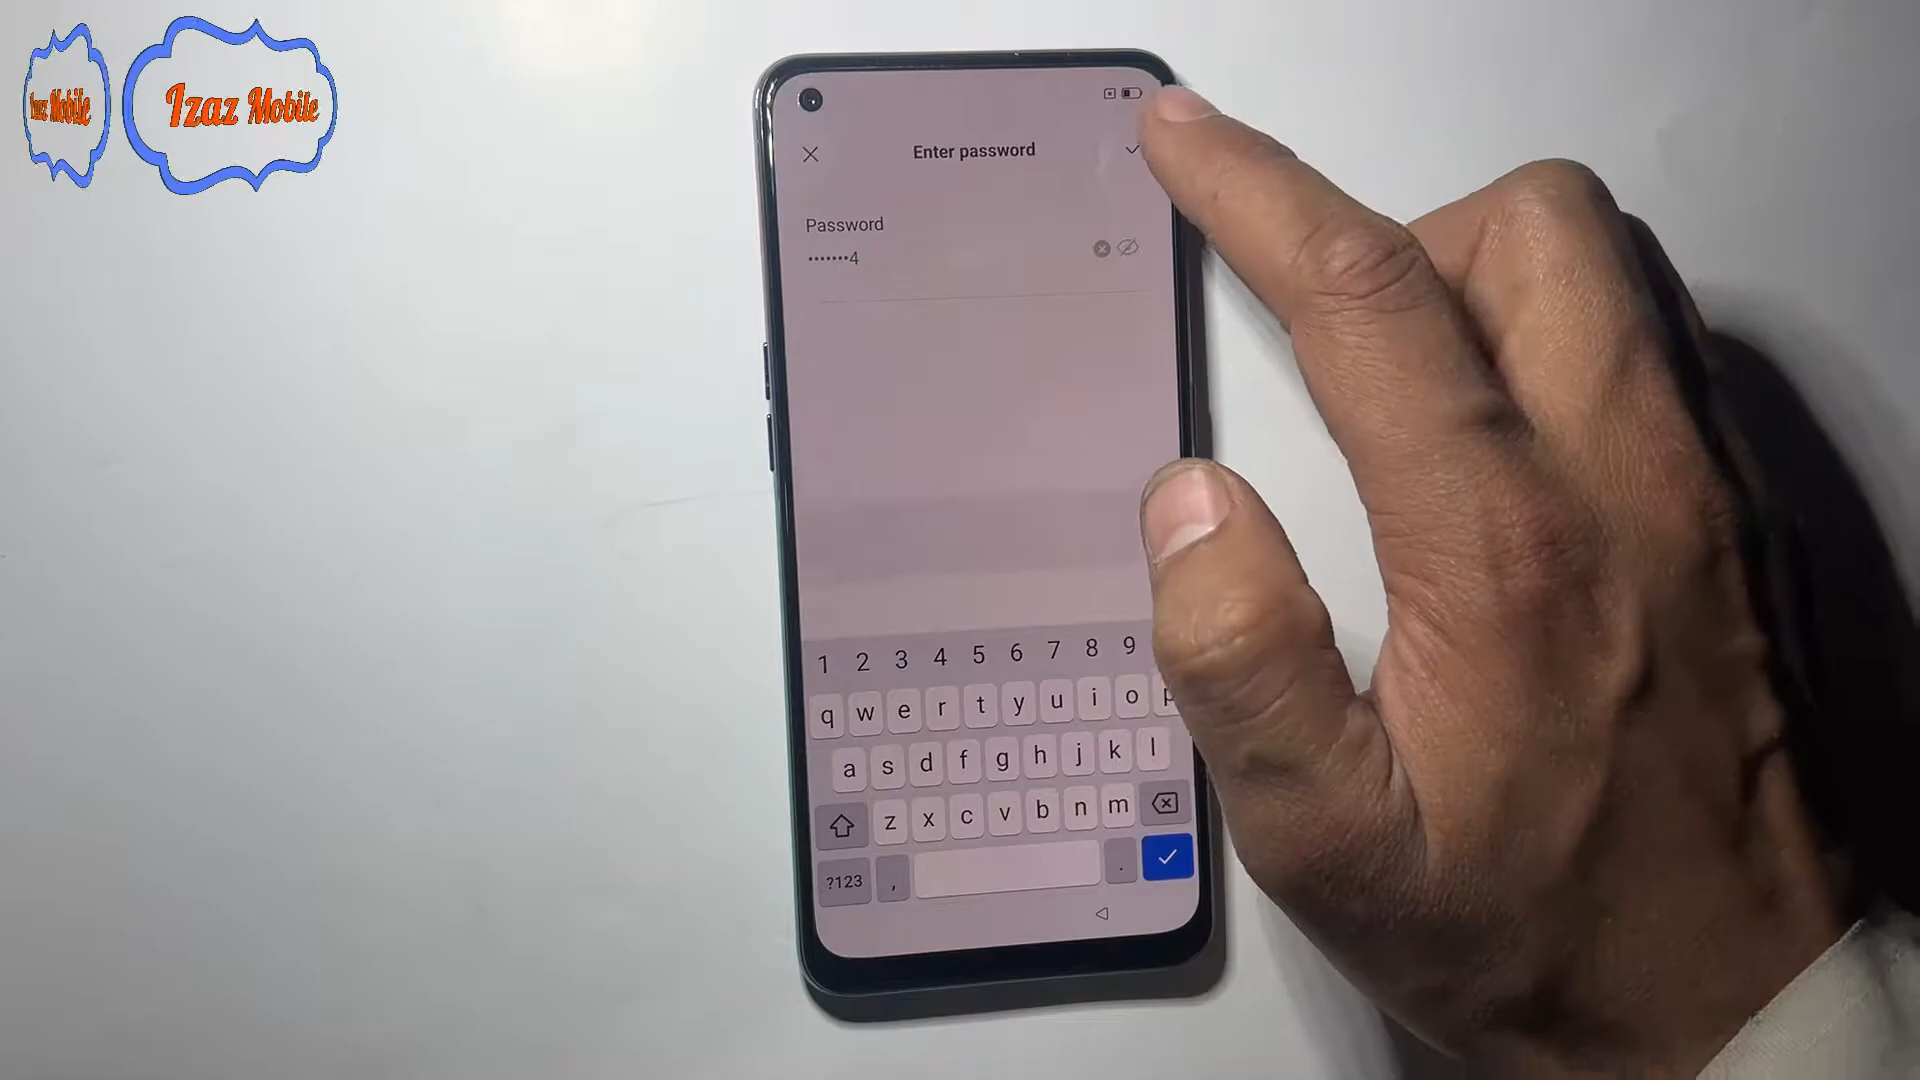 Izaz Mobile
Izaz Mobile
Enter password
Password
•••••••4
1 2 3 4 5 6 7 8 9
q w e r t y u i o p
a s d f g h j k l
z x c v b n m
?123 , .